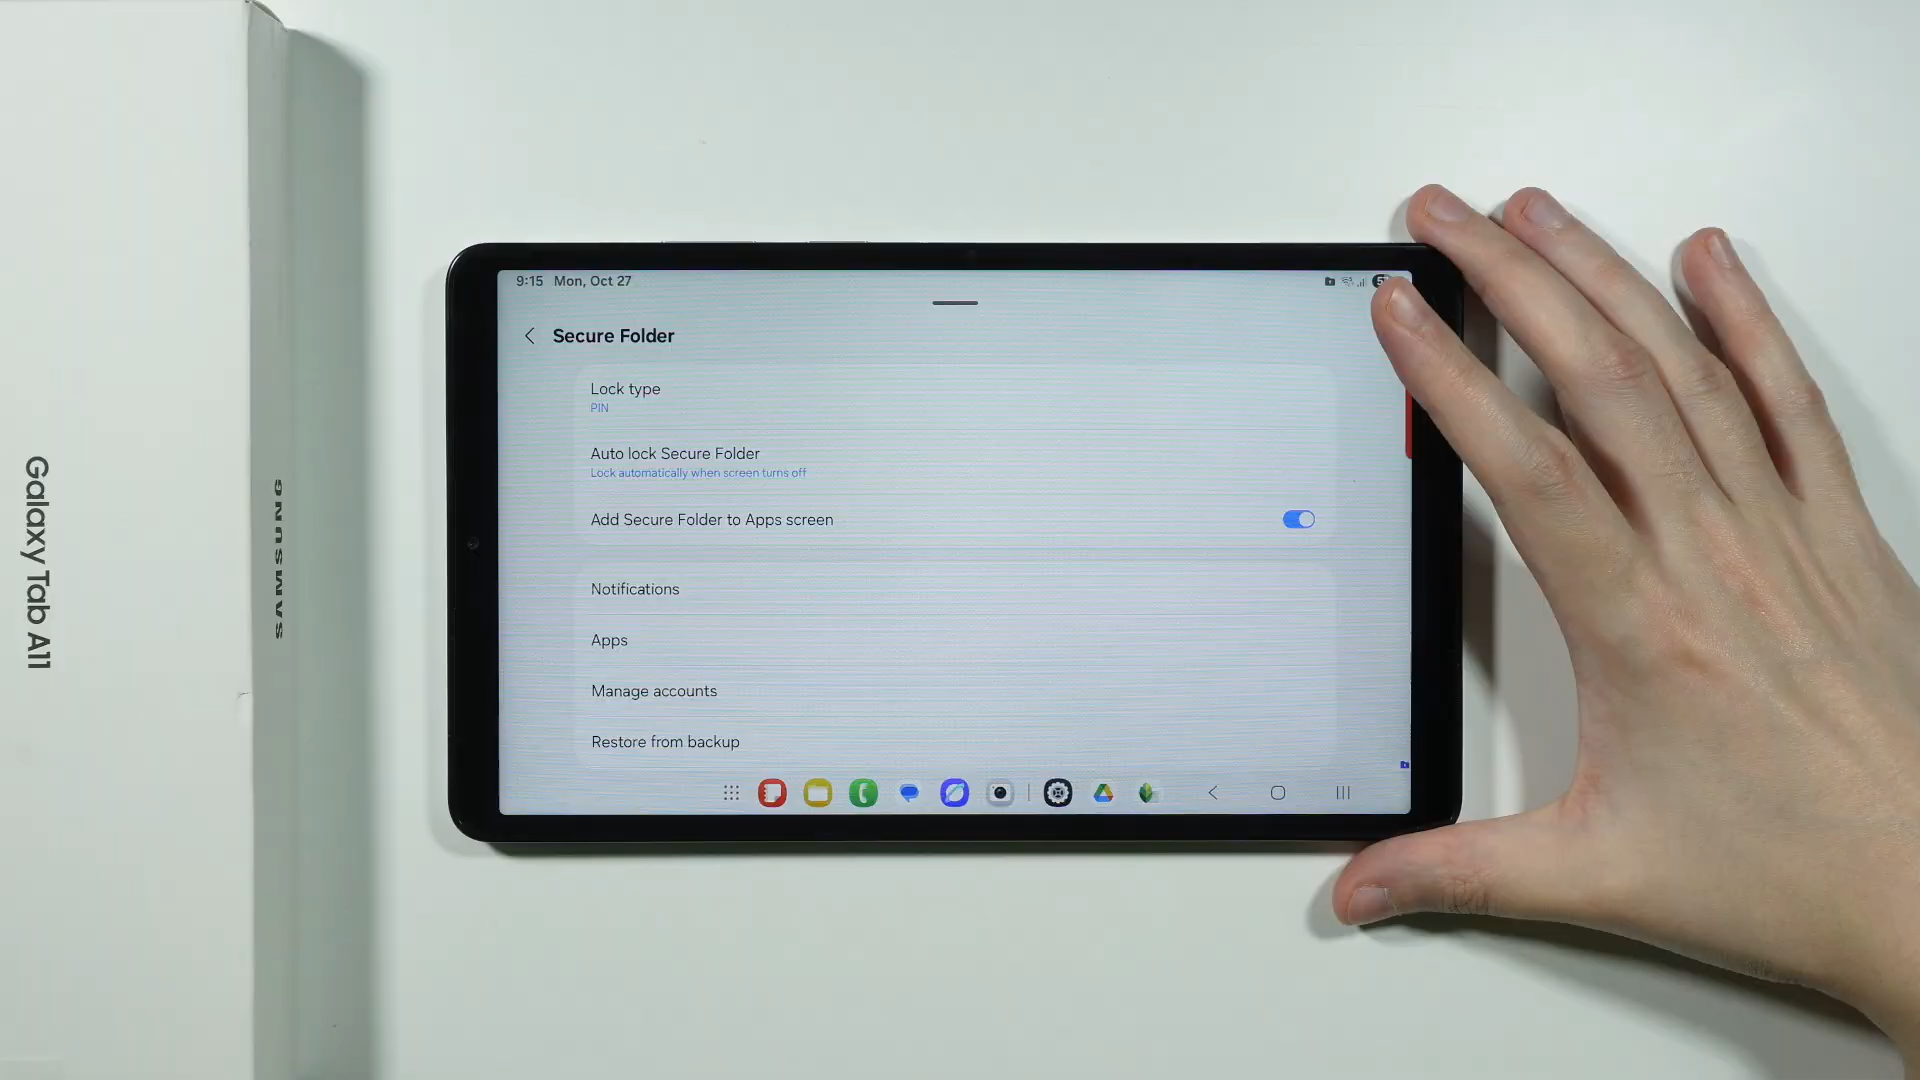 Galaxy Tab A11
SAMSUNG
9:15 Mon, Oct 27
Secure Folder
Lock type
PIN
Auto lock Secure Folder
Lock automatically when screen turns off
Add Secure Folder to Apps screen
Notifications
Apps
Manage accounts
Restore from backup